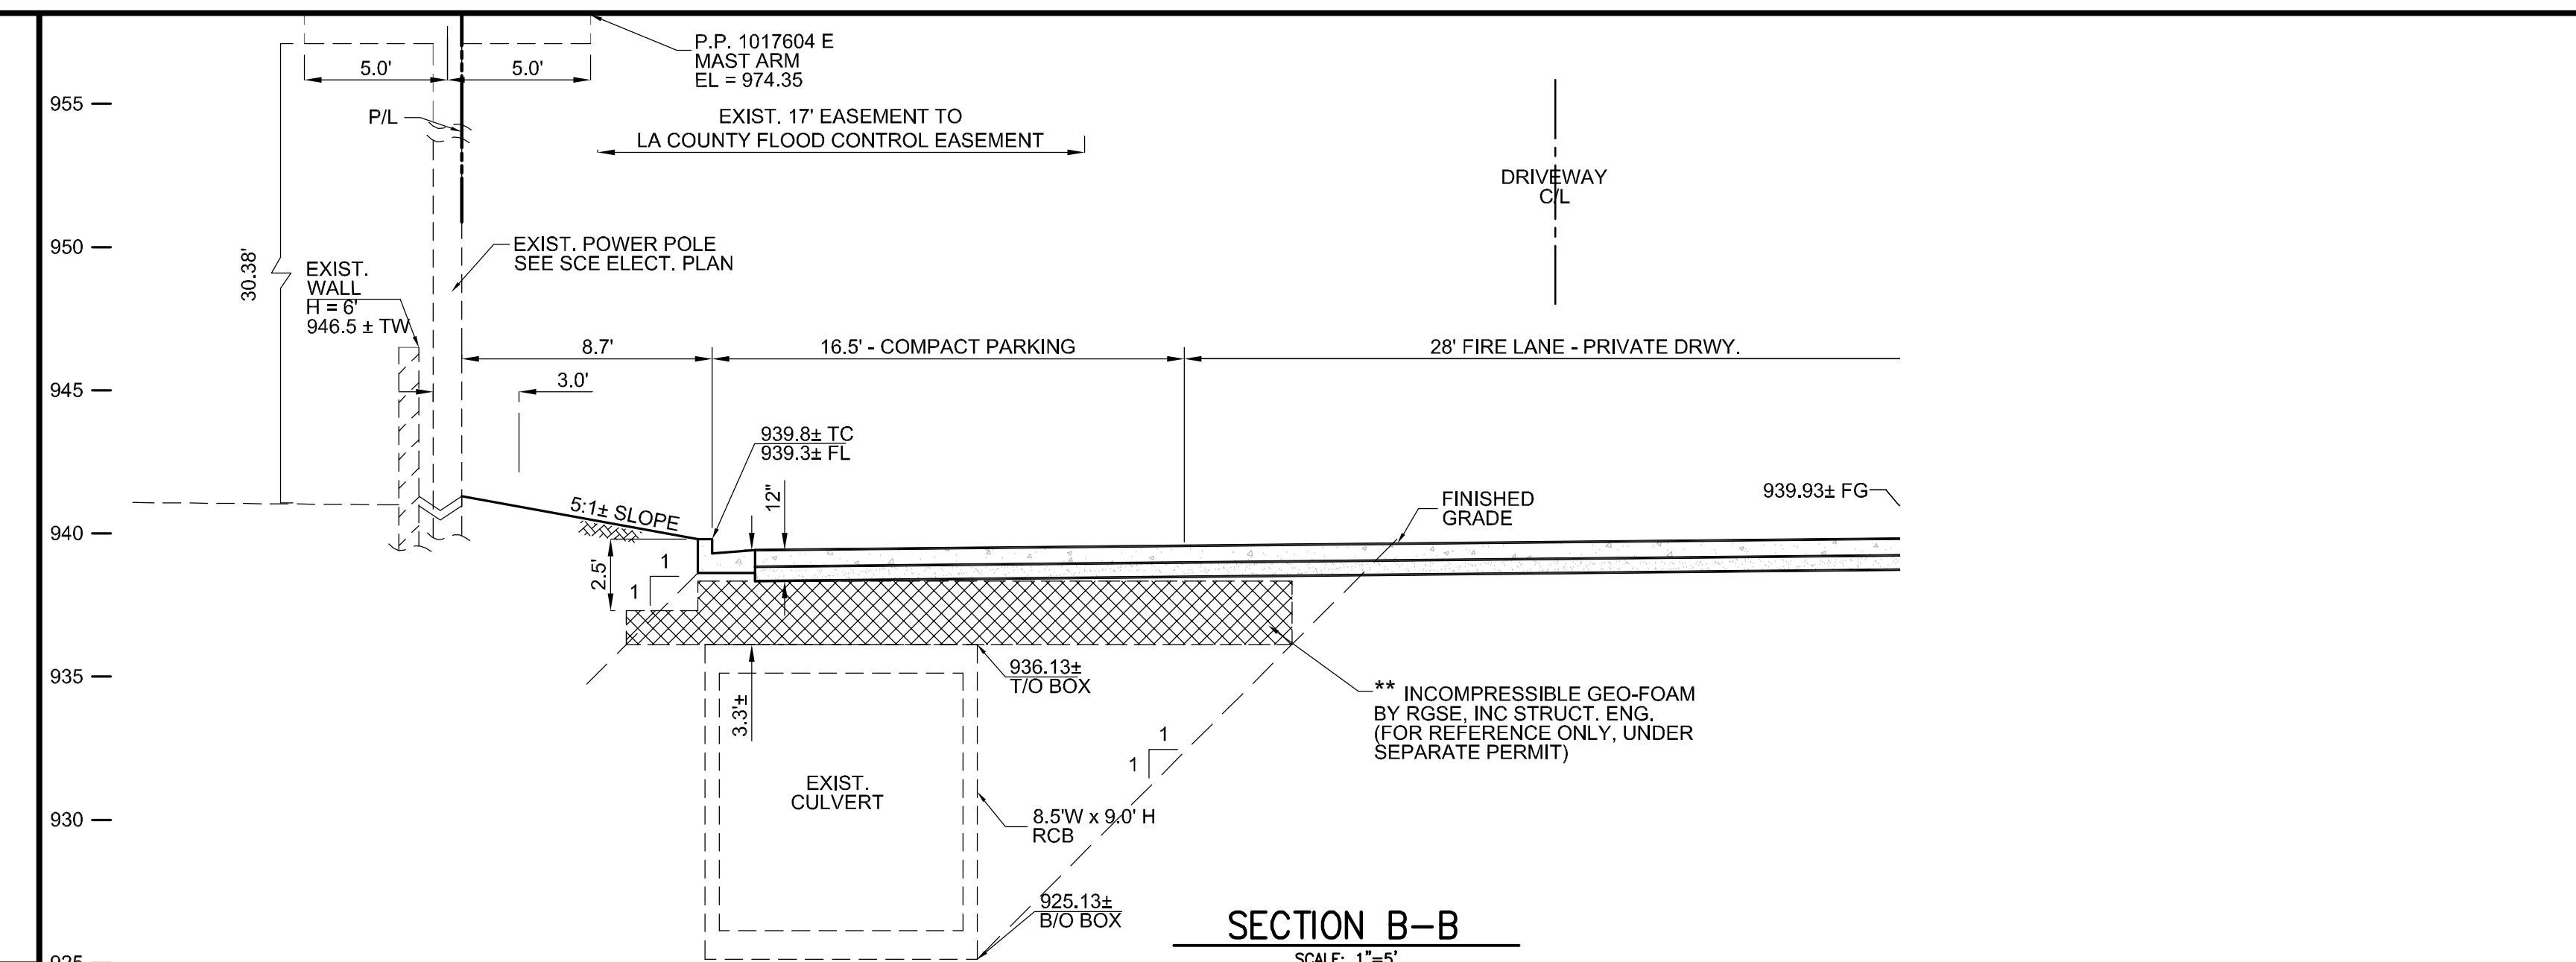 P.P. 1017604 E
MAST ARM
EL = 974.35
5.0'
5.0'
955
P/L
EXIST. 17' EASEMENT TO
LA COUNTY FLOOD CONTROL EASEMENT
DRIVEWAY
C/L
950
30.38'
EXIST. POWER POLE
SEE SCE ELECT. PLAN
EXIST.
WALL
H = 6'
946.5 ± TW
8.7'
16.5' - COMPACT PARKING
28' FIRE LANE - PRIVATE DRWY.
945
3.0'
939.8± TC
939.3± FL
12"
FINISHED
GRADE
939.93± FG
5:1± SLOPE
940
2.5'
1
1
935
3.3'±
936.13±
T/O BOX
** INCOMPRESSIBLE GEO-FOAM
BY RGSE, INC STRUCT. ENG.
(FOR REFERENCE ONLY, UNDER
SEPARATE PERMIT)
1
1
EXIST.
CULVERT
930
8.5'W x 9.0' H
RCB
925.13±
B/O BOX
SECTION B-B
SCALE: 1"=5'
925